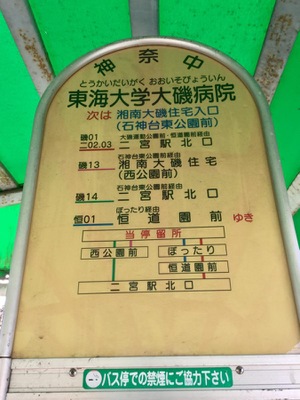 神奈中
とうかいだいがく おおいそびょういん
東海大学大磯病院
次は 湘南大磯住宅入口
(石神台東公園前)
磯01 大磯運動公園前・恒道園前経由
二02.03 二宮駅北口
石神台東公園前経由
磯13 湘南大磯住宅
(西公園前)
石神台東公園前経由
磯14 二宮駅北口
ぼったり経由
恒01 恒道園前 ゆき
当停留所
西公園前 ぼったり
恒道園前
二宮駅北口
バス停での禁煙にご協力下さい